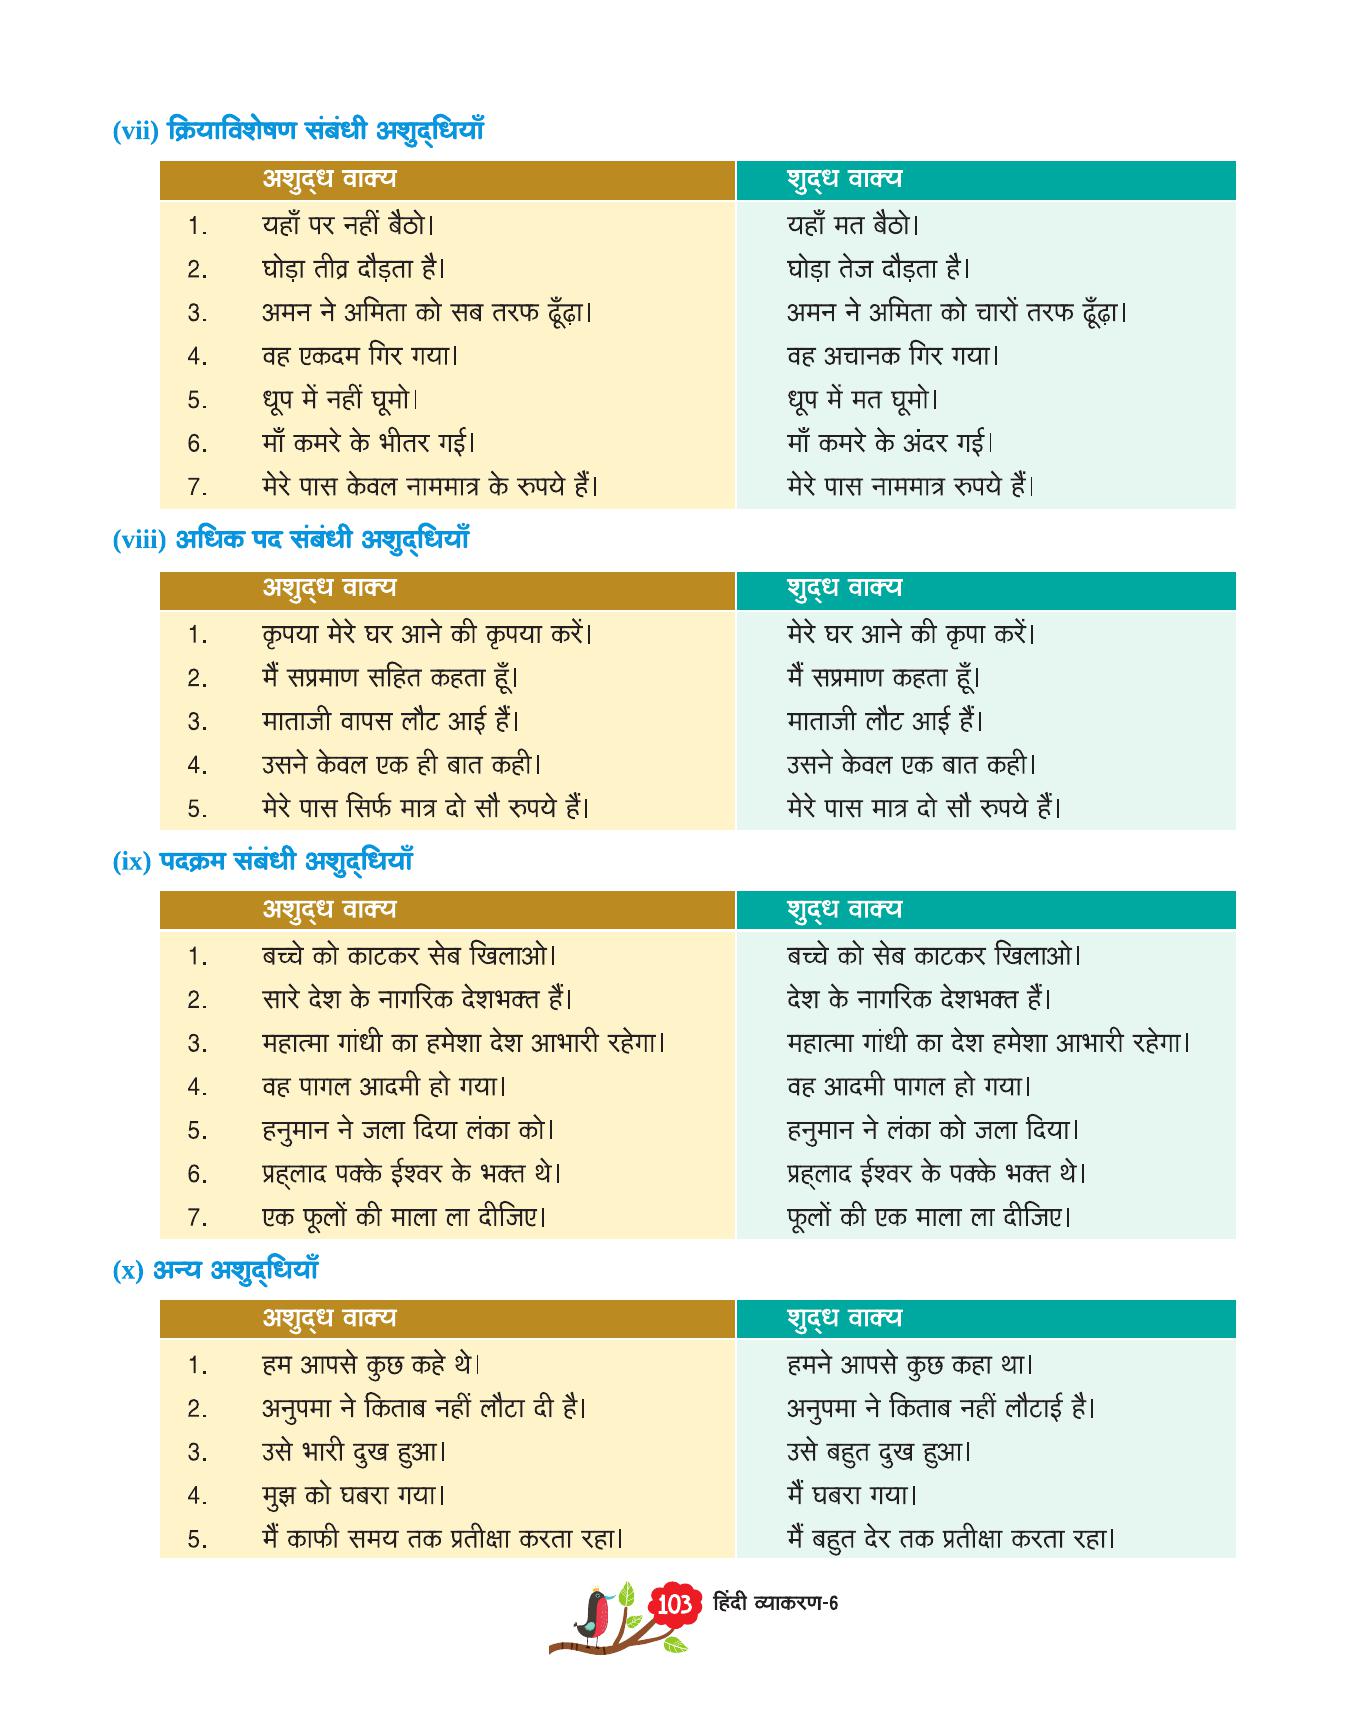 (vii) क्रियाविशेषण संबंधी अशुद्‌धियाँ
अशुद्‌ध वाक्य शुद्‌ध वाक्य
1. यहाँ पर नहीं बैठो। यहाँ मत बैठो।
2. घोड़ा तीव्र दौड़ता है। घोड़ा तेज दौड़ता है।
3. अमन ने अमिता को सब तरफ ढूँढ़ा। अमन ने अमिता को चारों तरफ ढूँढ़ा।
4. वह एकदम गिर गया। वह अचानक गिर गया।
5. धूप में नहीं घूमो। धूप में मत घूमो।
6. माँ कमरे के भीतर गई। माँ कमरे के अंदर गई।
7. मेरे पास केवल नाममात्र के रुपये हैं। मेरे पास नाममात्र रुपये हैं।
(viii) अधिक पद संबंधी अशुद्‌धियाँ
अशुद्‌ध वाक्य शुद्‌ध वाक्य
1. कृपया मेरे घर आने की कृपया करें। मेरे घर आने की कृपा करें।
2. मैं सप्रमाण सहित कहता हूँ। मैं सप्रमाण कहता हूँ।
3. माताजी वापस लौट आई हैं। माताजी लौट आई हैं।
4. उसने केवल एक ही बात कही। उसने केवल एक बात कही।
5. मेरे पास सिर्फ मात्र दो सौ रुपये हैं। मेरे पास मात्र दो सौ रुपये हैं।
(ix) पदक्रम संबंधी अशुद्‌धियाँ
अशुद्‌ध वाक्य शुद्‌ध वाक्य
1. बच्चे को काटकर सेब खिलाओ। बच्चे को सेब काटकर खिलाओ।
2. सारे देश के नागरिक देशभक्त हैं। देश के नागरिक देशभक्त हैं।
3. महात्मा गांधी का हमेशा देश आभारी रहेगा। महात्मा गांधी का देश हमेशा आभारी रहेगा।
4. वह पागल आदमी हो गया। वह आदमी पागल हो गया।
5. हनुमान ने जला दिया लंका को। हनुमान ने लंका को जला दिया।
6. प्रह्‌लाद पक्के ईश्वर के भक्त थे। प्रह्‌लाद ईश्वर के पक्के भक्त थे।
7. एक फूलों की माला ला दीजिए। फूलों की एक माला ला दीजिए।
(x) अन्य अशुद्‌धियाँ
अशुद्‌ध वाक्य शुद्‌ध वाक्य
1. हम आपसे कुछ कहे थे। हमने आपसे कुछ कहा था।
2. अनुपमा ने किताब नहीं लौटा दी है। अनुपमा ने किताब नहीं लौटाई है।
3. उसे भारी दुख हुआ। उसे बहुत दुख हुआ।
4. मुझ को घबरा गया। मैं घबरा गया।
5. मैं काफी समय तक प्रतीक्षा करता रहा। मैं बहुत देर तक प्रतीक्षा करता रहा।
103 हिंदी व्याकरण-6